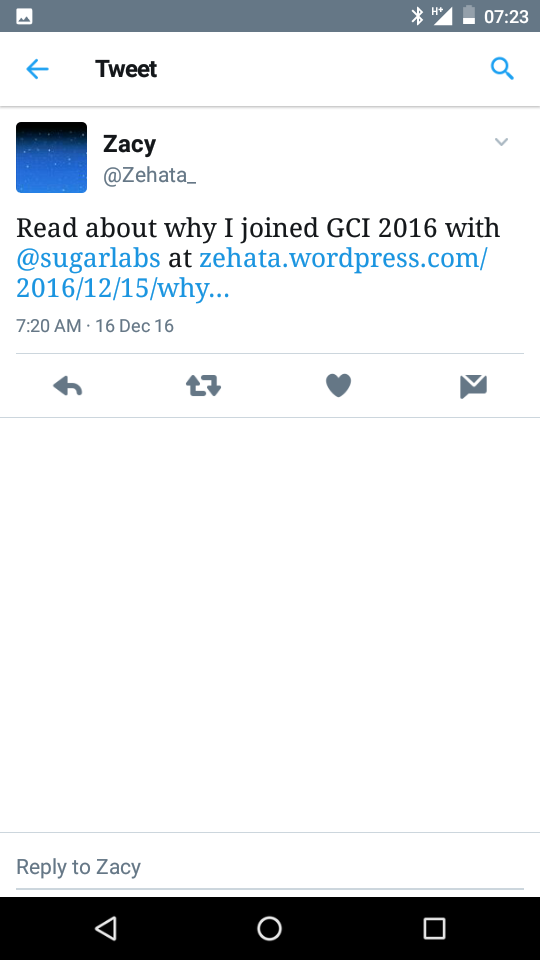 H+ 07:23
Tweet
Zacy
@Zehata_
Read about why I joined GCI 2016 with
@sugarlabs at zehata.wordpress.com/
2016/12/15/why...
7:20 AM · 16 Dec 16
Reply to Zacy